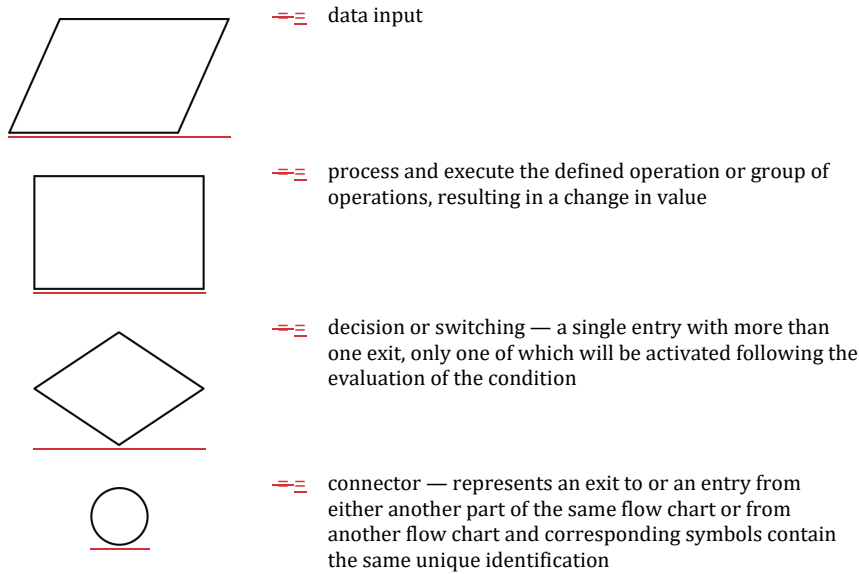 = = data input
= = process and execute the defined operation or group of
operations, resulting in a change in value
= = decision or switching — a single entry with more than
one exit, only one of which will be activated following the
evaluation of the condition
= = connector — represents an exit to or an entry from
either another part of the same flow chart or from
another flow chart and corresponding symbols contain
the same unique identification